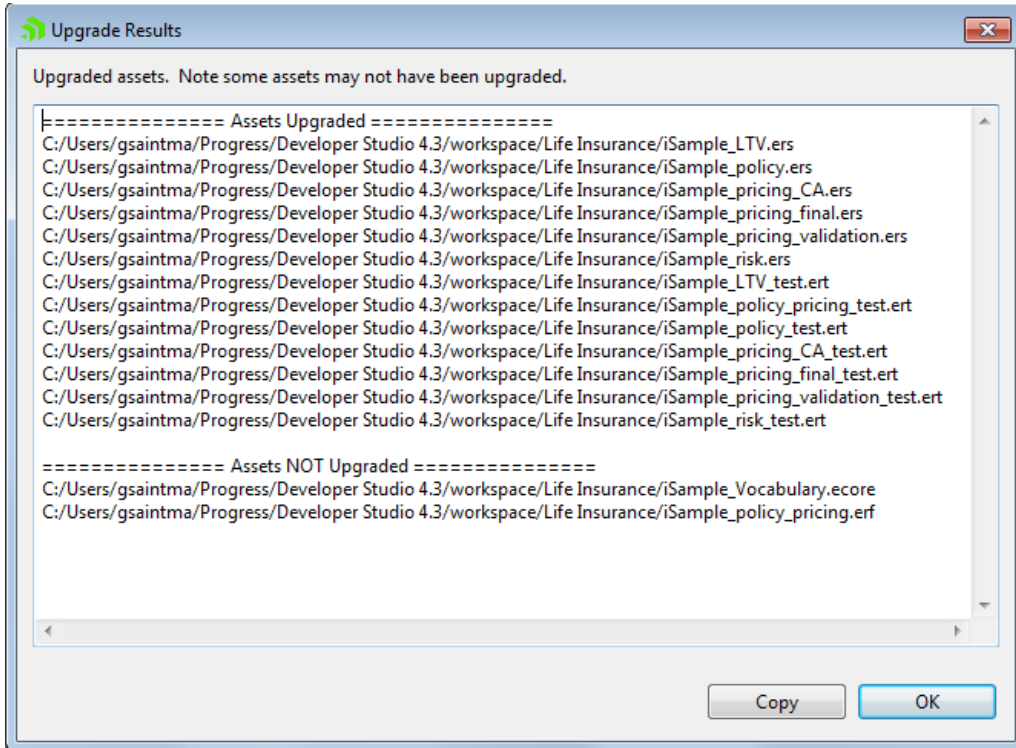 Upgrade Results
Upgraded assets.  Note some assets may not have been upgraded.
=============== Assets Upgraded ===============
C:/Users/gsaintma/Progress/Developer Studio 4.3/workspace/Life Insurance/iSample_LTV.ers
C:/Users/gsaintma/Progress/Developer Studio 4.3/workspace/Life Insurance/iSample_policy.ers
C:/Users/gsaintma/Progress/Developer Studio 4.3/workspace/Life Insurance/iSample_pricing_CA.ers
C:/Users/gsaintma/Progress/Developer Studio 4.3/workspace/Life Insurance/iSample_pricing_final.ers
C:/Users/gsaintma/Progress/Developer Studio 4.3/workspace/Life Insurance/iSample_pricing_validation.ers
C:/Users/gsaintma/Progress/Developer Studio 4.3/workspace/Life Insurance/iSample_risk.ers
C:/Users/gsaintma/Progress/Developer Studio 4.3/workspace/Life Insurance/iSample_LTV_test.ert
C:/Users/gsaintma/Progress/Developer Studio 4.3/workspace/Life Insurance/iSample_policy_pricing_test.ert
C:/Users/gsaintma/Progress/Developer Studio 4.3/workspace/Life Insurance/iSample_policy_test.ert
C:/Users/gsaintma/Progress/Developer Studio 4.3/workspace/Life Insurance/iSample_pricing_CA_test.ert
C:/Users/gsaintma/Progress/Developer Studio 4.3/workspace/Life Insurance/iSample_pricing_final_test.ert
C:/Users/gsaintma/Progress/Developer Studio 4.3/workspace/Life Insurance/iSample_pricing_validation_test.ert
C:/Users/gsaintma/Progress/Developer Studio 4.3/workspace/Life Insurance/iSample_risk_test.ert
=============== Assets NOT Upgraded ===============
C:/Users/gsaintma/Progress/Developer Studio 4.3/workspace/Life Insurance/iSample_Vocabulary.ecore
C:/Users/gsaintma/Progress/Developer Studio 4.3/workspace/Life Insurance/iSample_policy_pricing.erf
Copy
OK